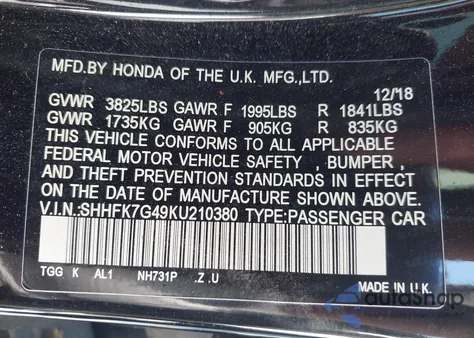 MFD.BY HONDA OF THE U.K. MFG.,LTD.
12/18
GVWR 3825LBS GAWR F 1995LBS R 1841LBS
GVWR 1735KG GAWR F 905KG R 835KG
THIS VEHICLE CONFORMS TO ALL APPLICABLE
FEDERAL MOTOR VEHICLE SAFETY , BUMPER ,
AND THEFT PREVENTION STANDARDS IN EFFECT
ON THE DATE OF MANUFACTURE SHOWN ABOVE.
V.I.N.:SHHFK7G49KU210380 TYPE:PASSENGER CAR
TGG K AL1 NH731P .Z .U
MADE IN U.K.
autoShop